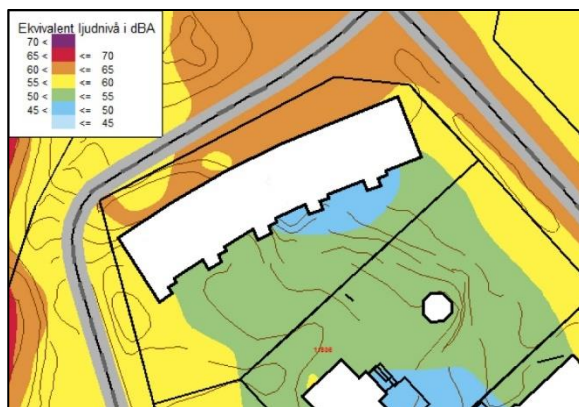 Ekvivalent ljudnivå i dBA
70 <
65 < <= 70
60 < <= 65
55 < <= 60
50 < <= 55
45 < <= 50
<= 45